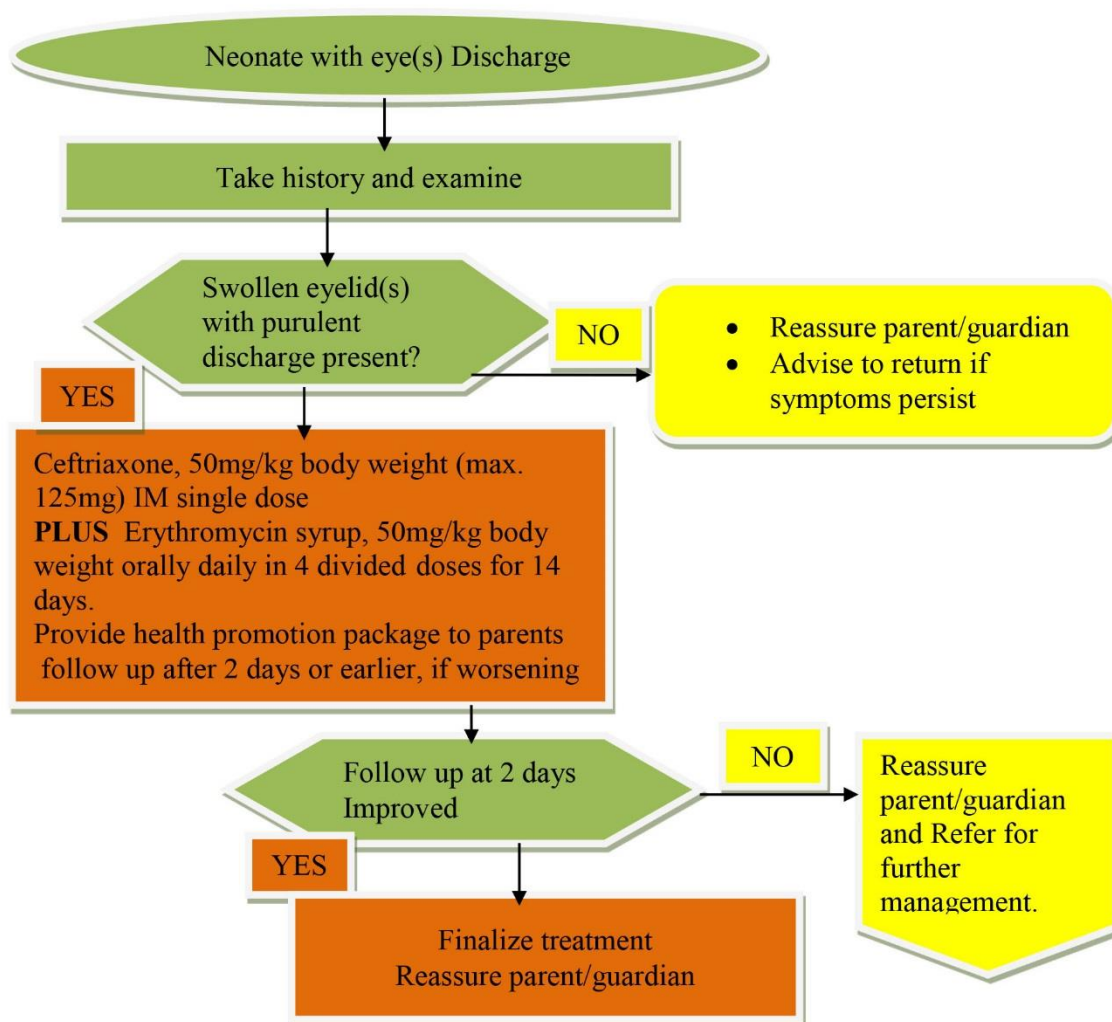 Neonate with eye(s) Discharge
Take history and examine
Swollen eyelid(s)
with purulent
discharge present?
NO
• Reassure parent/guardian
• Advise to return if
symptoms persist
YES
Ceftriaxone, 50mg/kg body weight (max.
125mg) IM single dose
PLUS Erythromycin syrup, 50mg/kg body
weight orally daily in 4 divided doses for 14
days.
Provide health promotion package to parents
follow up after 2 days or earlier, if worsening
Follow up at 2 days
Improved
NO
Reassure
parent/guardian
and Refer for
further
management.
YES
Finalize treatment
Reassure parent/guardian